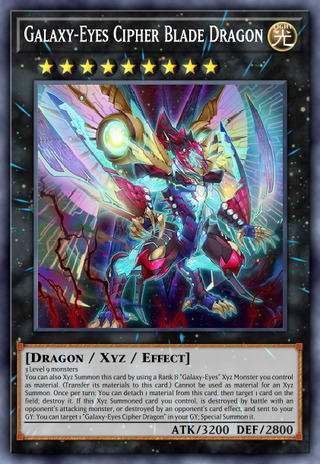 Galaxy-Eyes Cipher Blade Dragon
LIGHT
光
[Dragon / Xyz / Effect]
3 Level 9 monsters
You can also Xyz Summon this card by using a Rank 8 "Galaxy-Eyes" Xyz Monster you control
as material. (Transfer its materials to this card.) Cannot be used as material for an Xyz
Summon. Once per turn: You can detach 1 material from this card, then target 1 card on the
field; destroy it. If this Xyz Summoned card you control, is destroyed by battle with an
opponent's attacking monster, or destroyed by an opponent's card effect, and sent to your
GY: You can target 1 "Galaxy-Eyes Cipher Dragon" in your GY; Special Summon it.
ATK/3200 DEF/2800